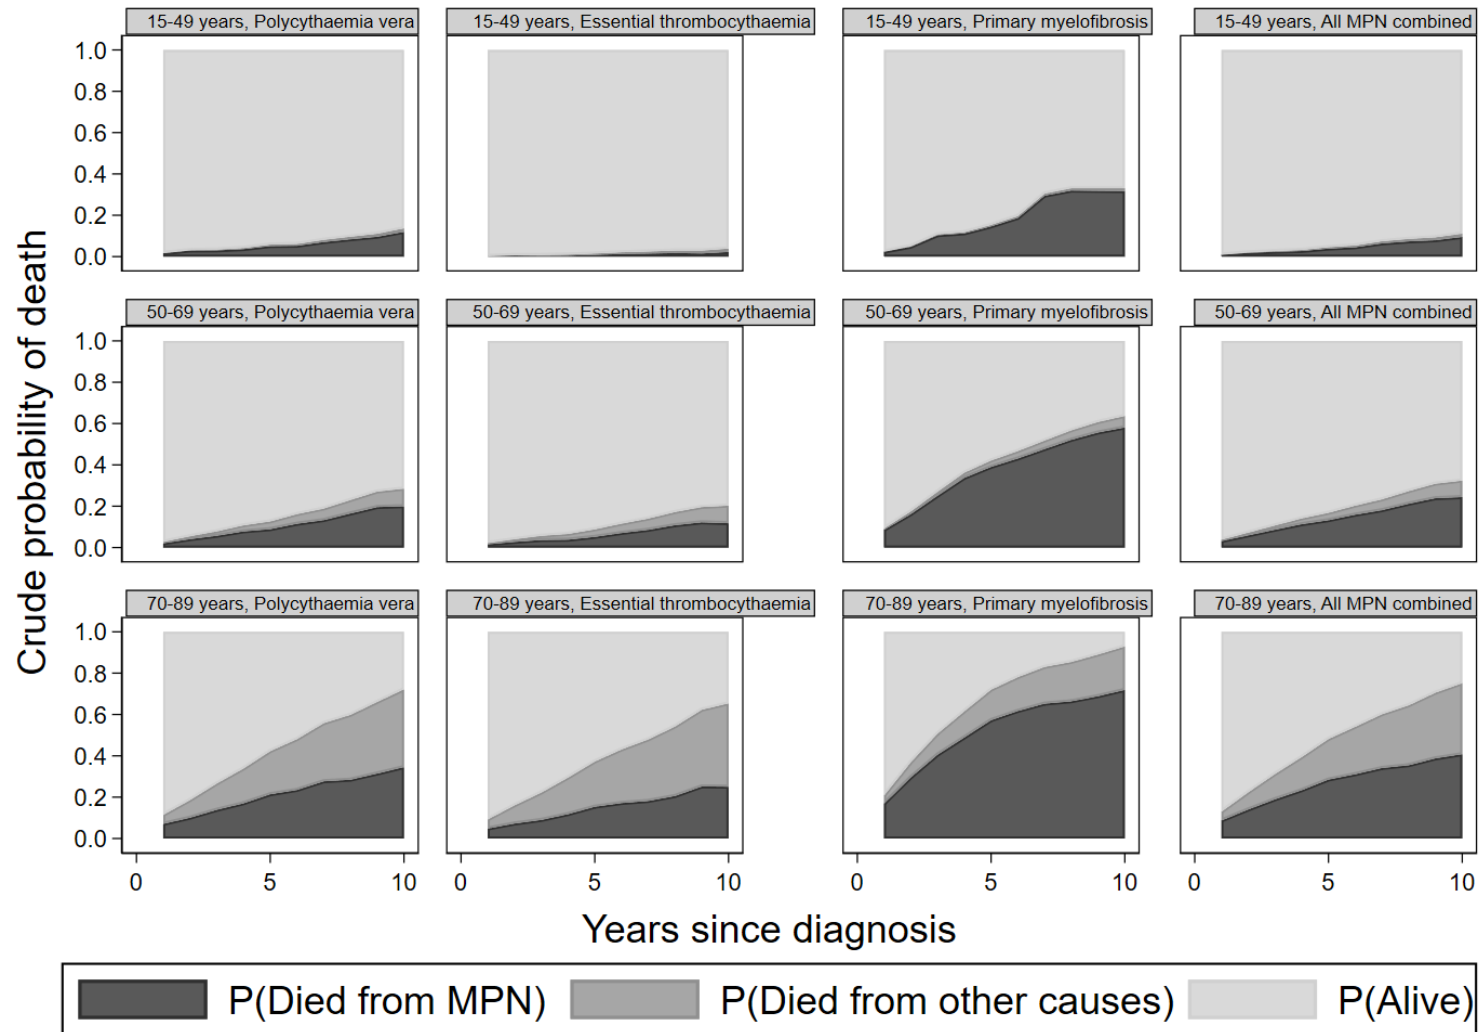 15-49 years, Polycythaemia vera
15-49 years, Essential thrombocythaemia
15-49 years, Primary myelofibrosis
15-49 years, All MPN combined
1.0
0.8
0.6
0.4
0.2
0.0
50-69 years, Polycythaemia vera
50-69 years, Essential thrombocythaemia
50-69 years, Primary myelofibrosis
50-69 years, All MPN combined
1.0
0.8
0.6
0.4
0.2
0.0
70-89 years, Polycythaemia vera
70-89 years, Essential thrombocythaemia
70-89 years, Primary myelofibrosis
70-89 years, All MPN combined
1.0
0.8
0.6
0.4
0.2
0.0
0 5 10
0 5 10
0 5 10
0 5 10
Crude probability of death
Years since diagnosis
P(Died from MPN)
P(Died from other causes)
P(Alive)